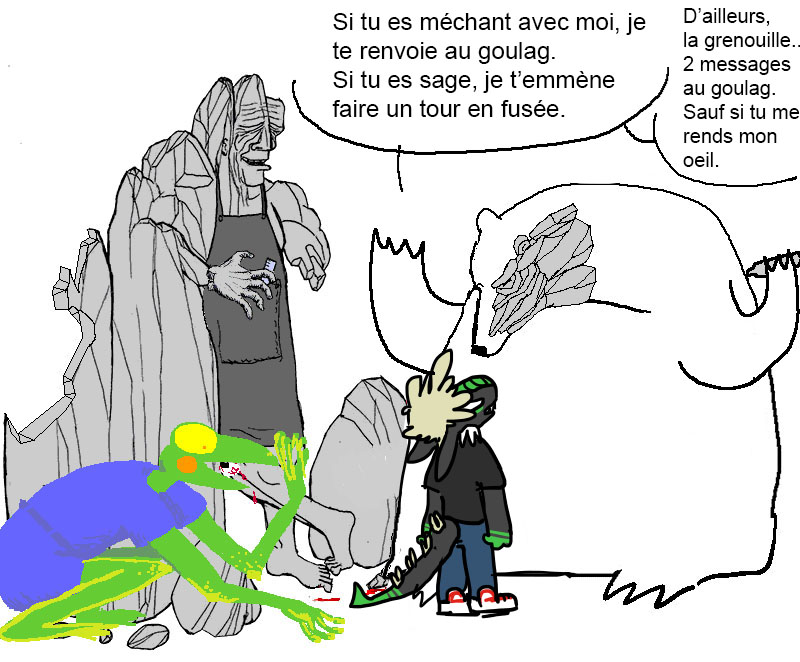 Si tu es méchant avec moi, je
te renvoie au goulag.
Si tu es sage, je t'emmène
faire un tour en fusée.
D'ailleurs,
la grenouille..
2 messages
au goulag.
Sauf si tu me
rends mon
oeil.